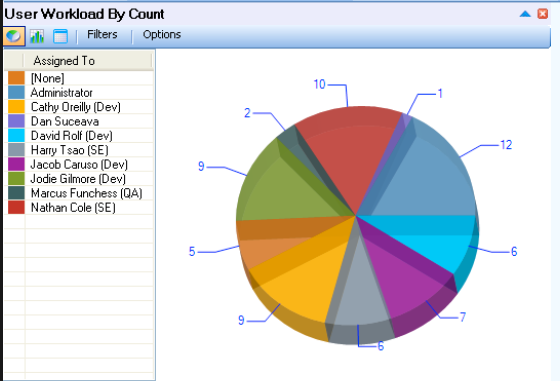 User Workload By Count
Filters Options
Assigned To
[None]
Administrator
Cathy Oreilly (Dev)
Dan Suceava
David Rolf (Dev)
Harry Tsao (SE)
Jacob Caruso (Dev)
Jodie Gilmore (Dev)
Marcus Funchess (QA)
Nathan Cole (SE)
10
1
2
12
9
5
6
9
7
6